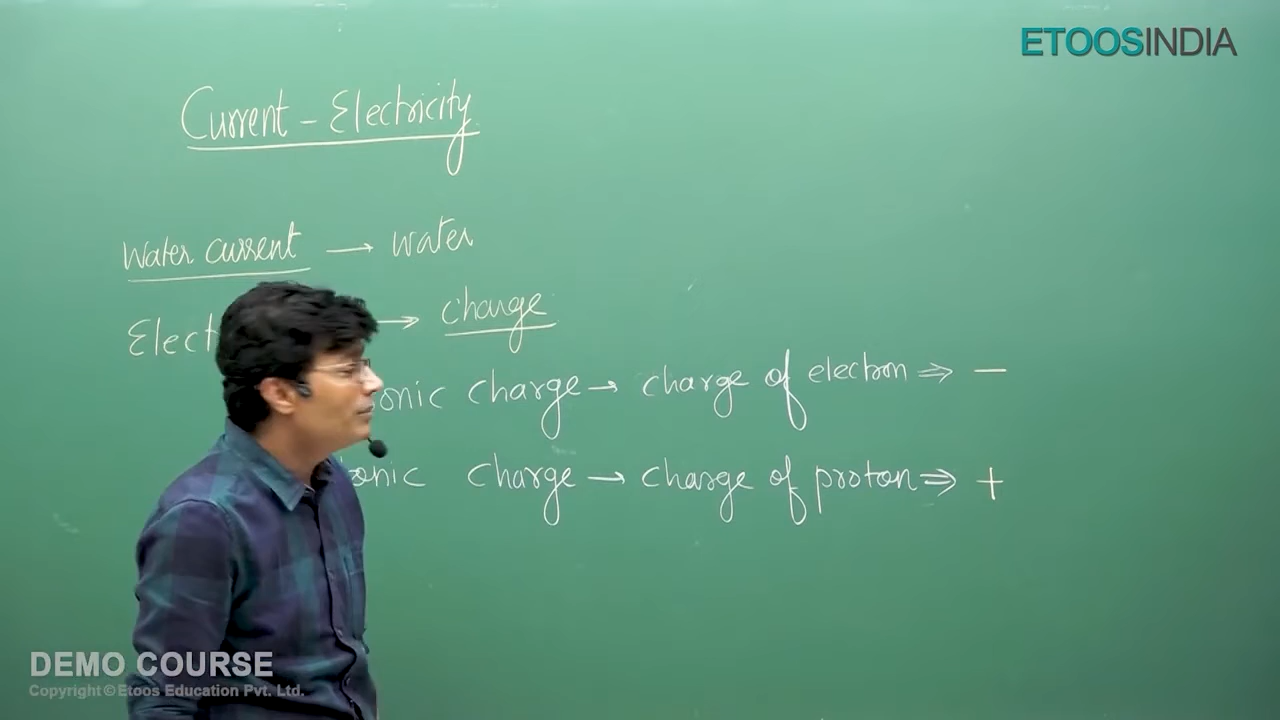 ETOOSINDIA
Current - Electricity
Water current → water
Elect → charge
onic charge → charge of electron ⇒ −
onic charge → charge of proton ⇒ +
DEMO COURSE
Copyright © Etoos Education Pvt. Ltd.